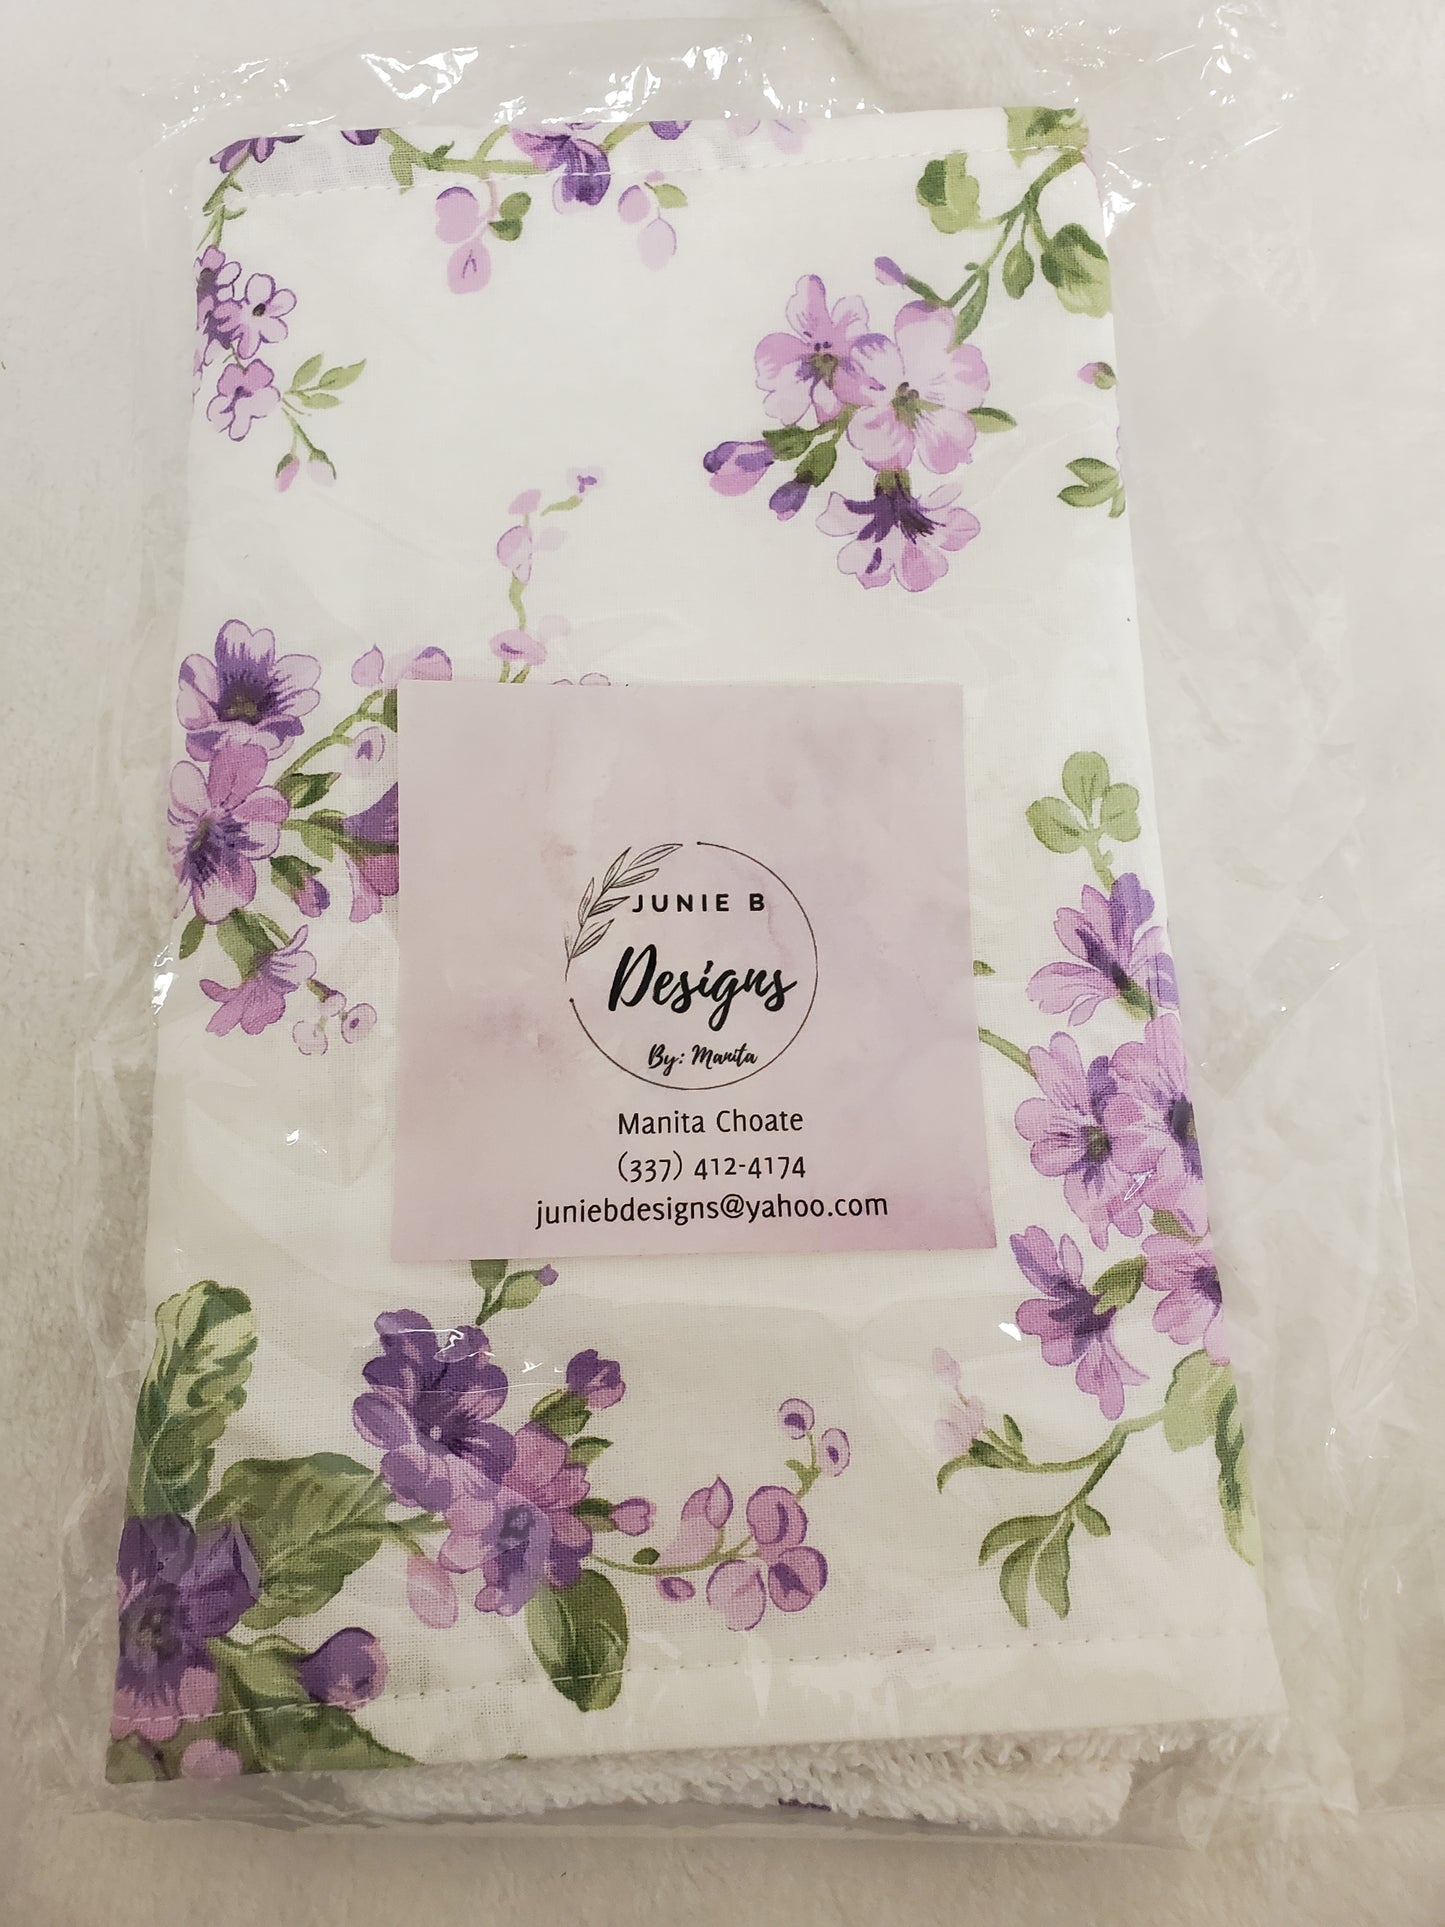 JUNIE B
Designs
By: Manita
Manita Choate
(337) 412-4174
juniebdesigns@yahoo.com